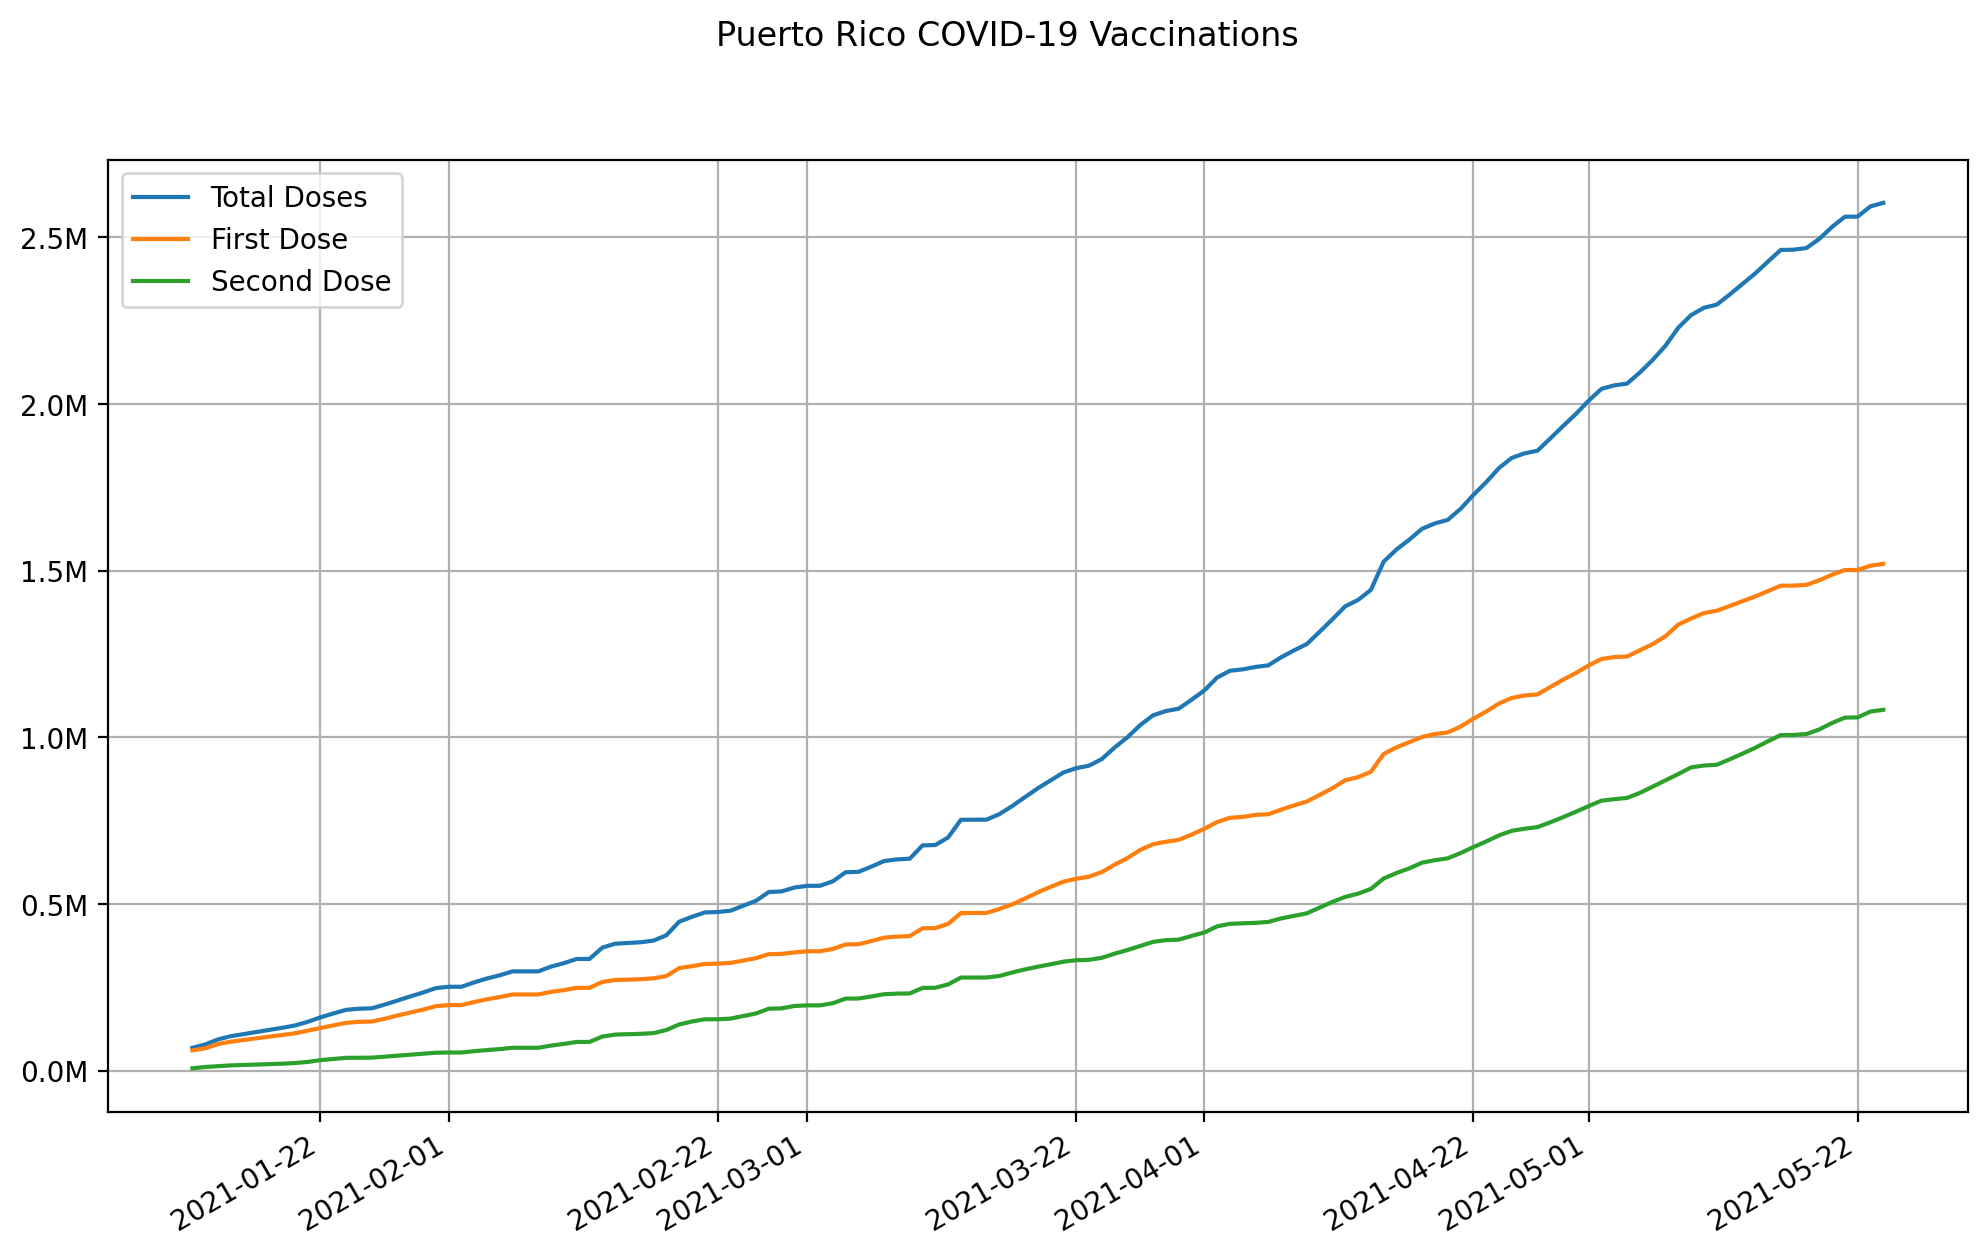 Puerto Rico COVID-19 Vaccinations
Total Doses
First Dose
Second Dose
2.5M
2.0M
1.5M
1.0M
0.5M
0.0M
2021-01-22
2021-02-01
2021-02-22
2021-03-01
2021-03-22
2021-04-01
2021-04-22
2021-05-01
2021-05-22